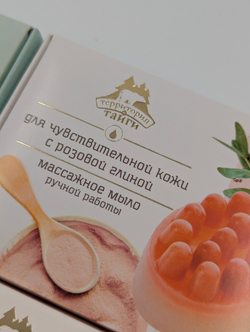 ТЕРРИТОРИЯ
ТАЙГИ
ДЛЯ ЧУВСТВИТЕЛЬНОЙ КОЖИ
С РОЗОВОЙ ГЛИНОЙ
МАССАЖНОЕ МЫЛО
РУЧНОЙ РАБОТЫ